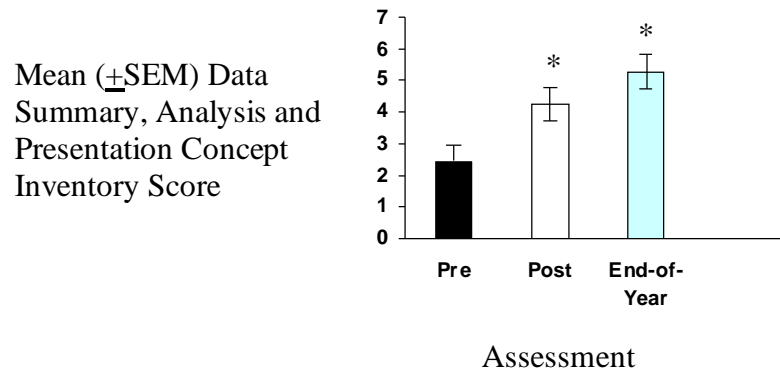 Mean (+SEM) Data
Summary, Analysis and
Presentation Concept
Inventory Score
7
6
5
4
3
2
1
0
*
*
Pre Post End-of-
Year
Assessment